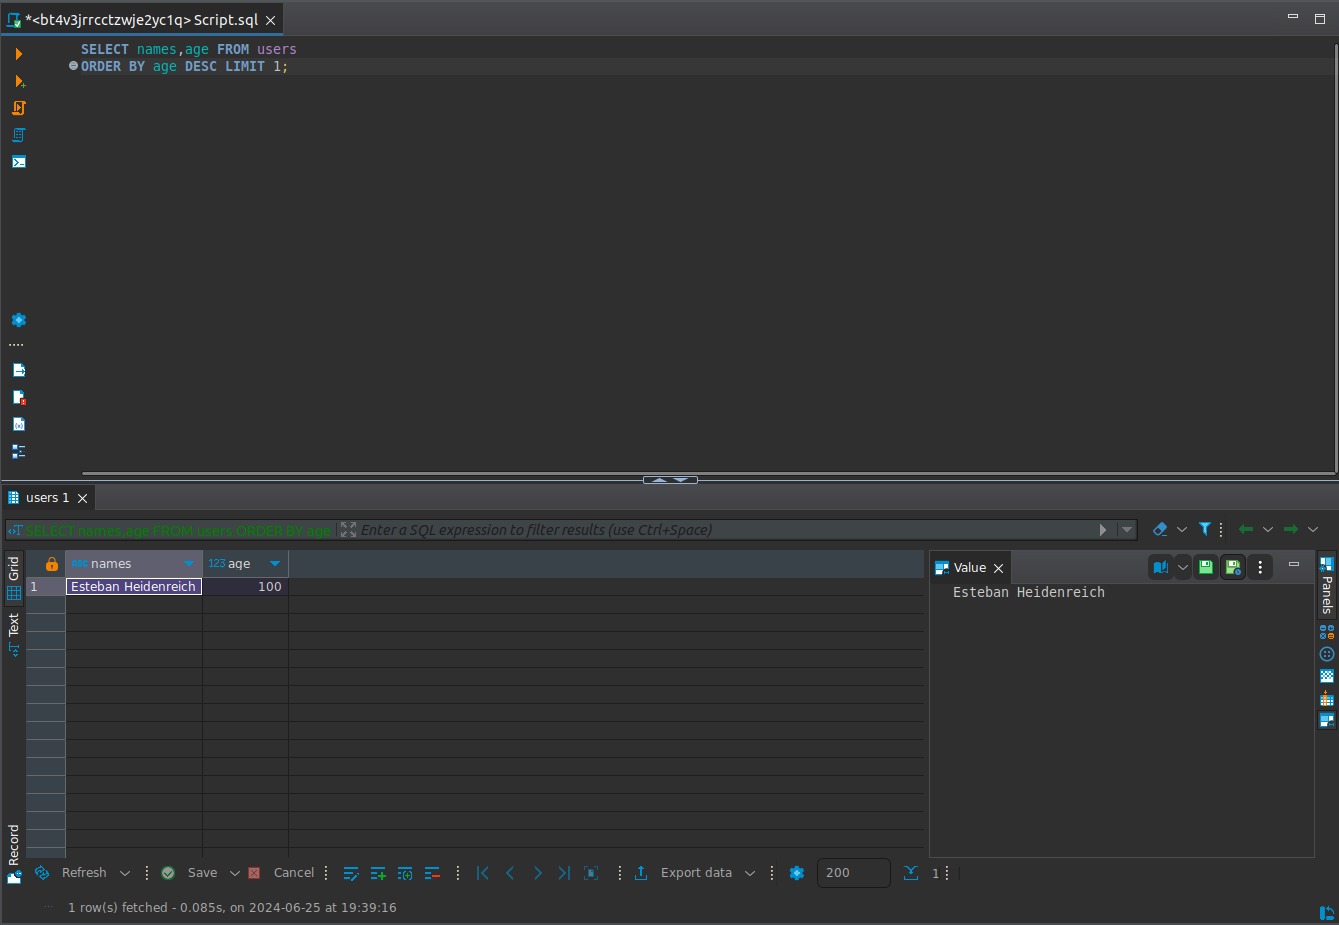 *<bt4v3jrrcctzwje2yc1q> Script.sql
SELECT names,age FROM users
ORDER BY age DESC LIMIT 1;
users 1
SELECT names,age FROM users ORDER BY age
Enter a SQL expression to filter results (use Ctrl+Space)
Grid
Text
Record
names
123 age
1
Esteban Heidenreich
100
Value
Esteban Heidenreich
Panels
Refresh
Save
Cancel
Export data
200
1
1 row(s) fetched - 0.085s, on 2024-06-25 at 19:39:16